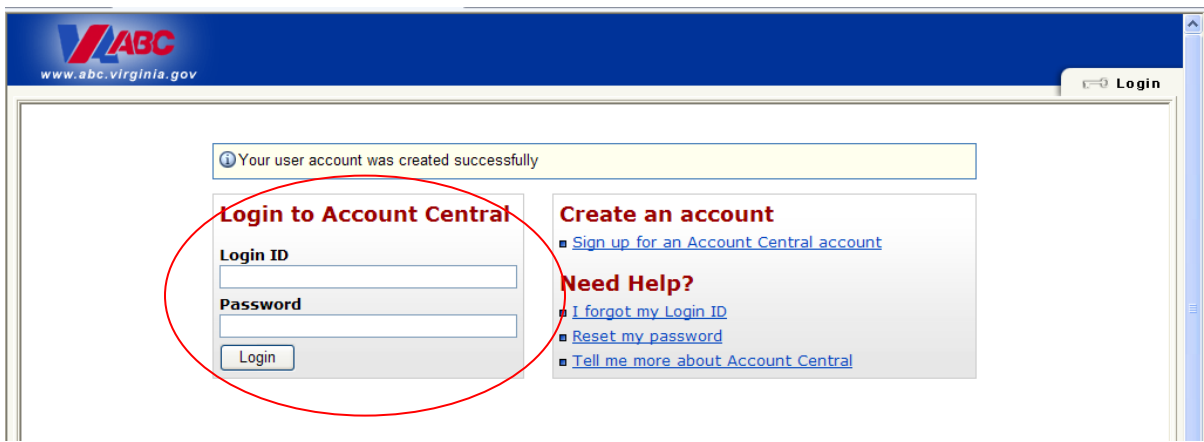 ABC
www.abc.virginia.gov
Login
Your user account was created successfully
Login to Account Central
Login ID
Password
Login
Create an account
Sign up for an Account Central account
Need Help?
I forgot my Login ID
Reset my password
Tell me more about Account Central